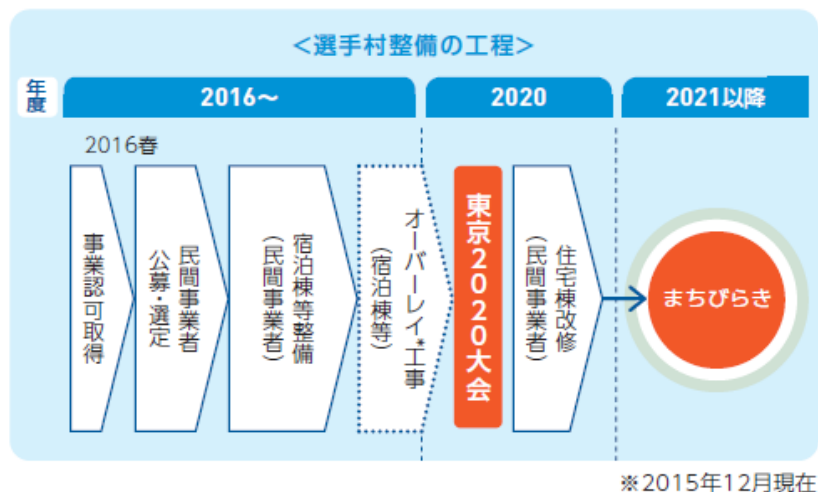 ＜選手村整備の工程＞
年度
2016～
2020
2021以降
2016春
事業認可取得
民間事業者
公募・選定
宿泊棟等整備
（民間事業者）
オーバーレイ*工事
（宿泊棟等）
東京2020大会
住宅棟改修
（民間事業者）
まちびらき
※2015年12月現在